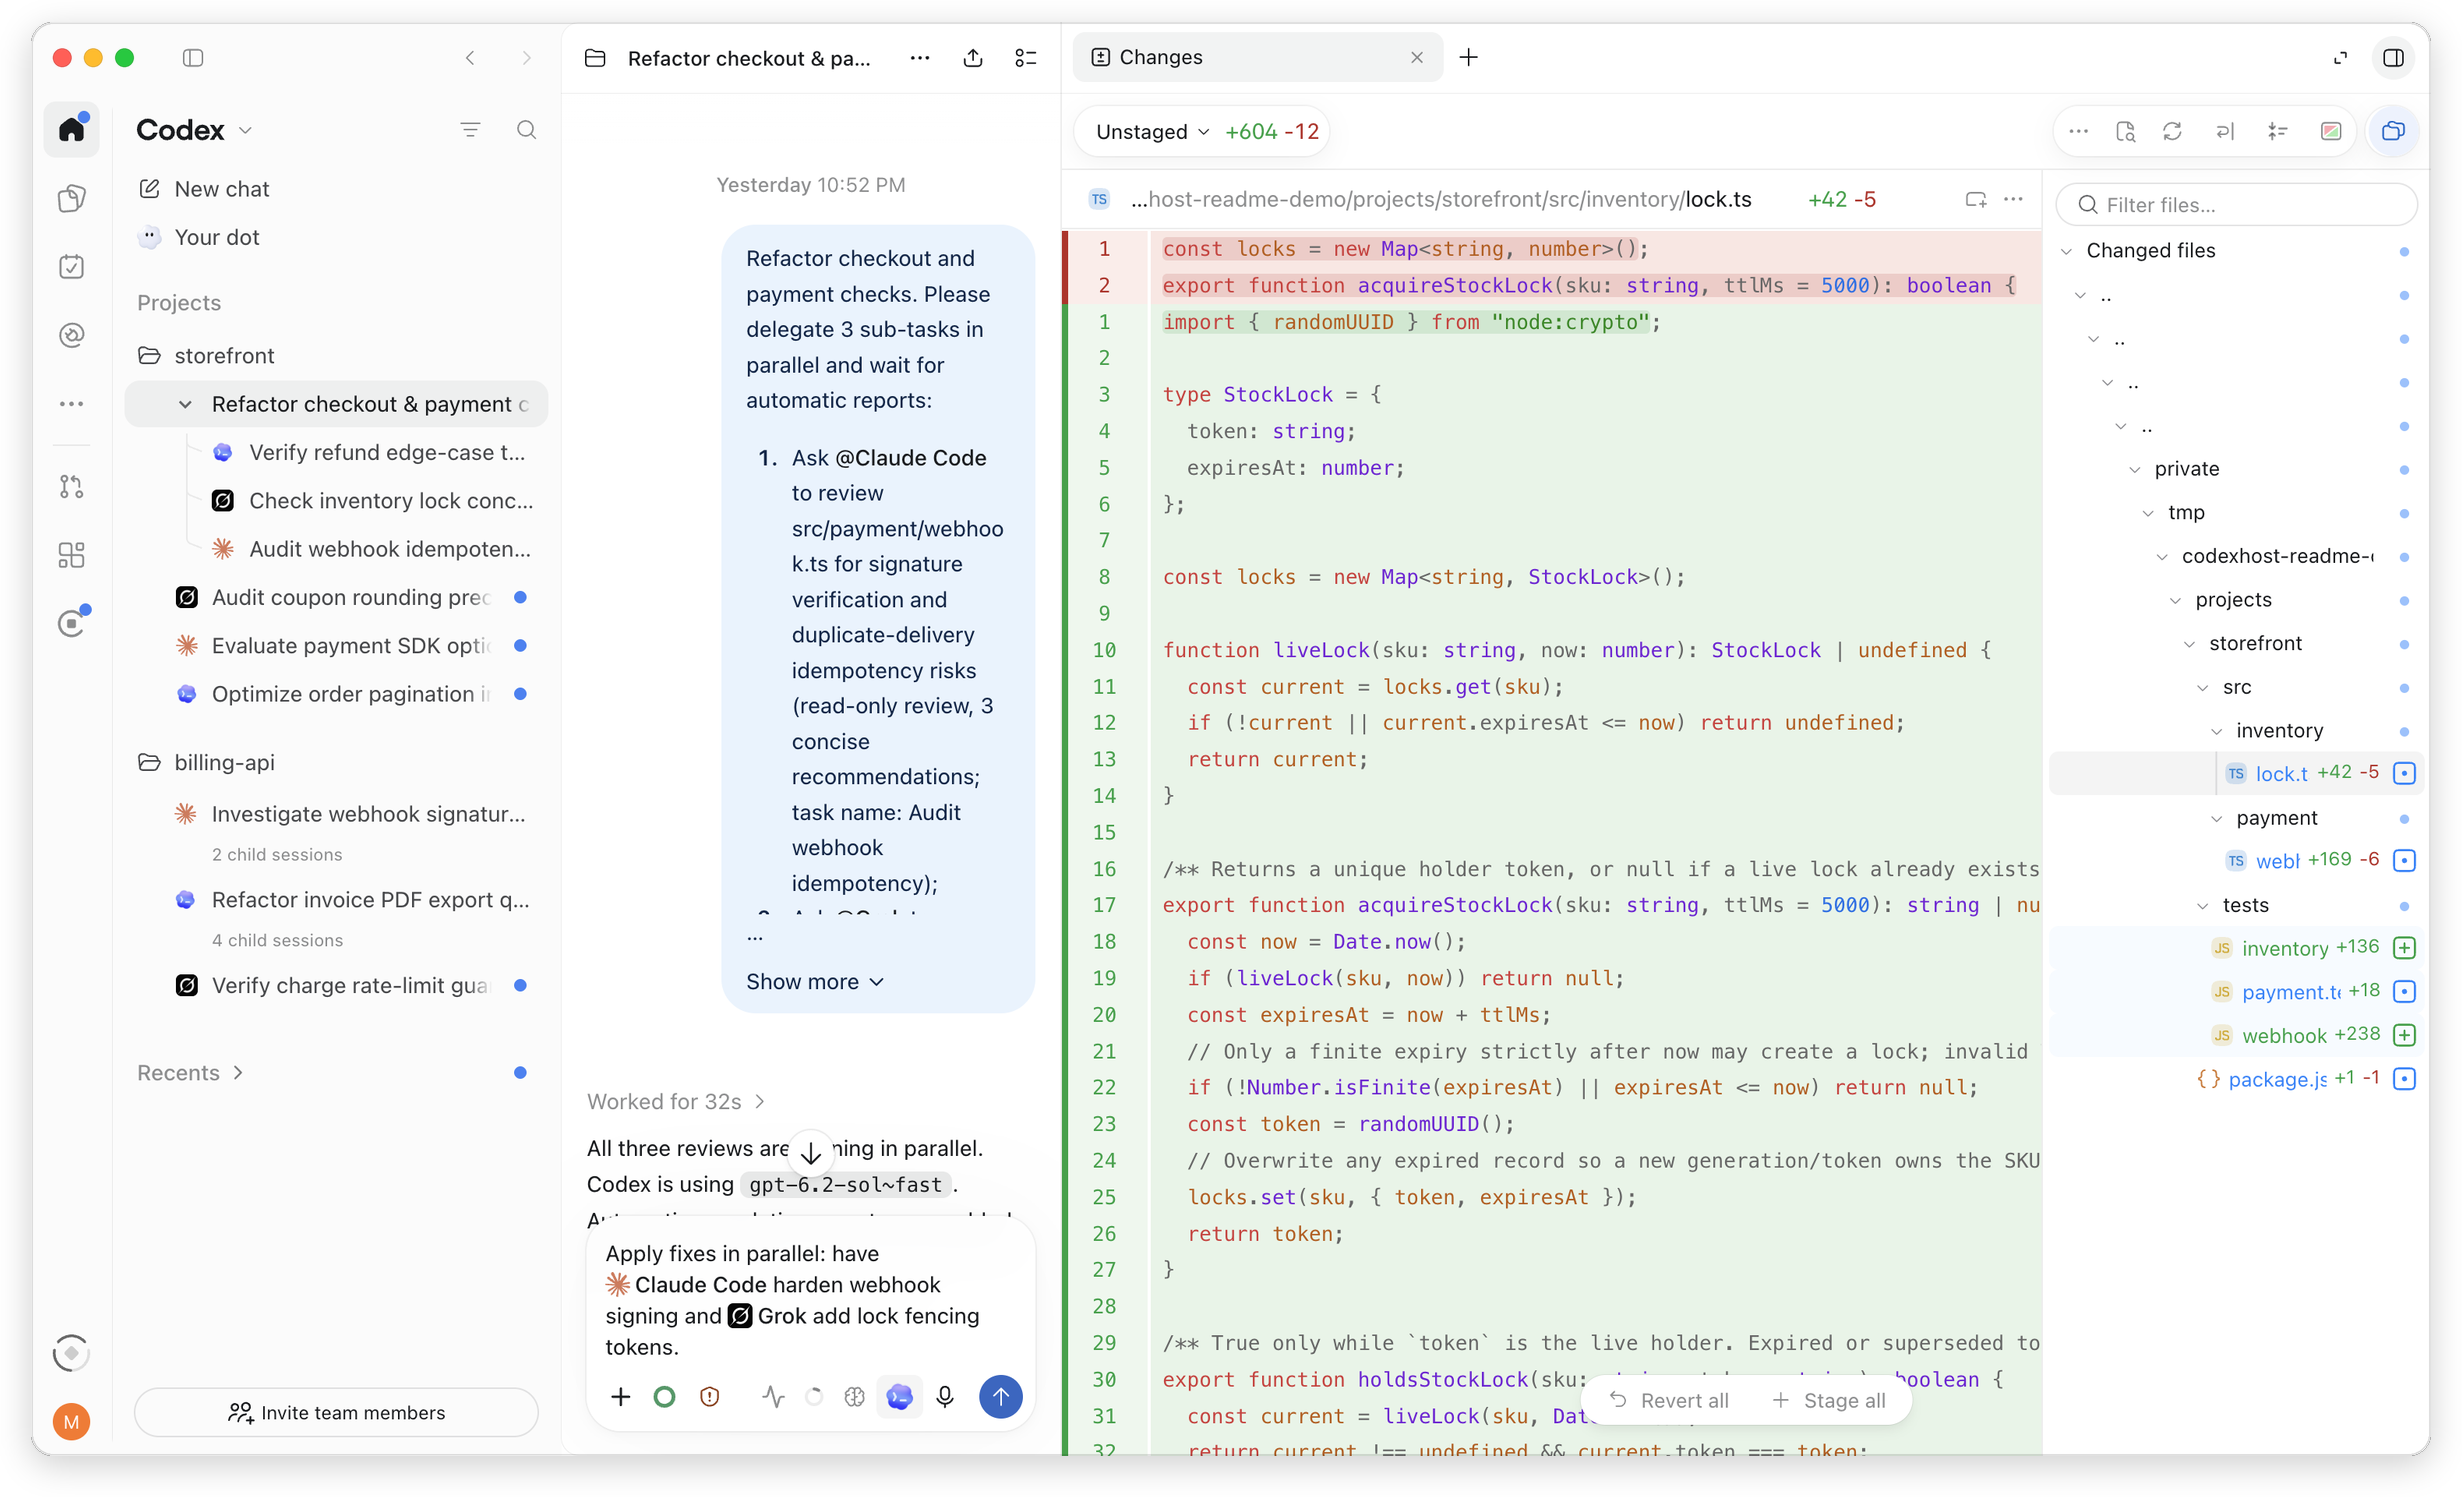 Refactor checkout & pa...
Changes
Codex
New chat
Your dot
Projects
storefront
Refactor checkout & payment c
Verify refund edge-case t...
Check inventory lock conc...
Audit webhook idempoten...
Audit coupon rounding prec
Evaluate payment SDK optic
Optimize order pagination i
billing-api
Investigate webhook signatur...
2 child sessions
Refactor invoice PDF export q...
4 child sessions
Verify charge rate-limit gua
Recents
Invite team members
M
Yesterday 10:52 PM
Refactor checkout and
payment checks. Please
delegate 3 sub-tasks in
parallel and wait for
automatic reports:
1. Ask @Claude Code
to review
src/payment/webhoo
k.ts for signature
verification and
duplicate-delivery
idempotency risks
(read-only review, 3
concise
recommendations;
task name: Audit
webhook
idempotency);
...
Show more
Worked for 32s
All three reviews are ning in parallel.
Codex is using gpt-6.2-sol~fast.
Apply fixes in parallel: have
Claude Code harden webhook
signing and Grok add lock fencing
tokens.
Unstaged +604 -12
TS ...host-readme-demo/projects/storefront/src/inventory/lock.ts +42 -5
1 const locks = new Map<string, number>();
2 export function acquireStockLock(sku: string, ttlMs = 5000): boolean {
1 import { randomUUID } from "node:crypto";
2
3 type StockLock = {
4 token: string;
5 expiresAt: number;
6 };
7
8 const locks = new Map<string, StockLock>();
9
10 function liveLock(sku: string, now: number): StockLock | undefined {
11 const current = locks.get(sku);
12 if (!current || current.expiresAt <= now) return undefined;
13 return current;
14 }
15
16 /** Returns a unique holder token, or null if a live lock already exists
17 export function acquireStockLock(sku: string, ttlMs = 5000): string | nu
18 const now = Date.now();
19 if (liveLock(sku, now)) return null;
20 const expiresAt = now + ttlMs;
21 // Only a finite expiry strictly after now may create a lock; invalid
22 if (!Number.isFinite(expiresAt) || expiresAt <= now) return null;
23 const token = randomUUID();
24 // Overwrite any expired record so a new generation/token owns the SKU
25 locks.set(sku, { token, expiresAt });
26 return token;
27 }
28
29 /** True only while `token` is the live holder. Expired or superseded to
30 export function holdsStockLock(sku: boolean {
31 const current = liveLock(sku, Dat
32 return current !== undefined && current.token === token;
Revert all
Stage all
Filter files...
Changed files
..
..
..
..
private
tmp
codexhost-readme-
projects
storefront
src
inventory
TS lock.t +42 -5
payment
TS webl +169 -6
tests
JS inventory +136
JS payment.te +18
JS webhook +238
{} package.js +1 -1